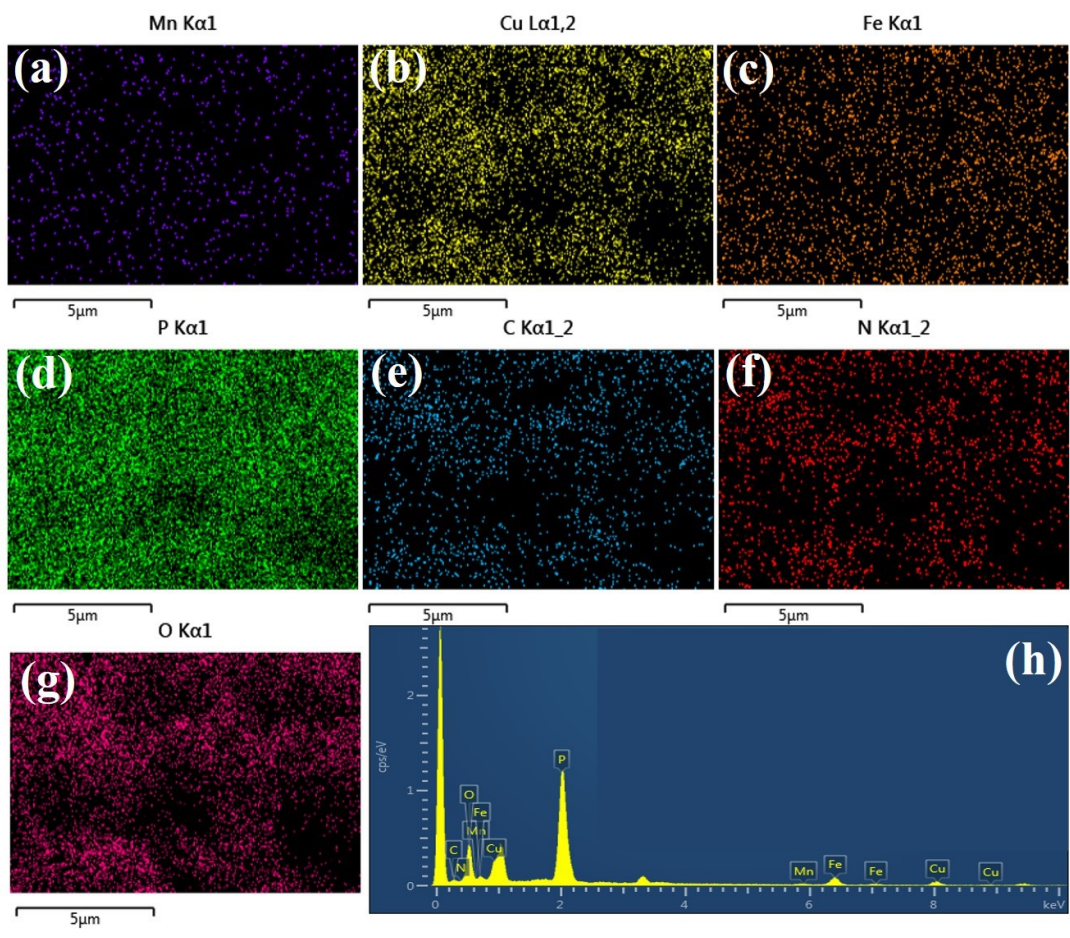 Mn Kα1
Cu Lα1,2
Fe Kα1
(a)
(b)
(c)
5µm
5µm
5µm
P Kα1
C Kα1_2
N Kα1_2
(d)
(e)
(f)
5µm
5µm
5µm
O Kα1
(g)
5µm
(h)
cps/eV
2
1
0
P
O
Fe
Mn
C
N
Cu
Mn
Fe
Fe
Cu
Cu
0
2
4
6
8
keV